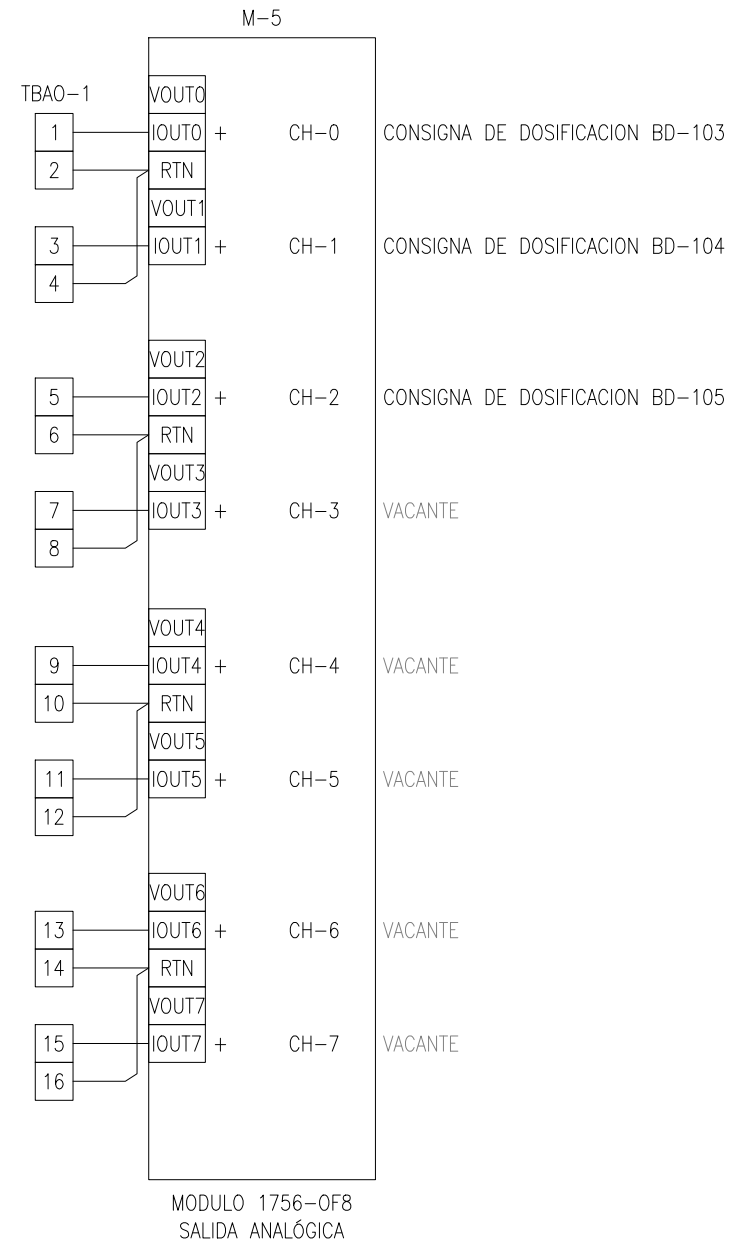 M-5
TBAO-1
VOUT0
1 IOUT0 + CH-0 CONSIGNA DE DOSIFICACION BD-103
2 RTN
VOUT1
3 IOUT1 + CH-1 CONSIGNA DE DOSIFICACION BD-104
4
VOUT2
5 IOUT2 + CH-2 CONSIGNA DE DOSIFICACION BD-105
6 RTN
VOUT3
7 IOUT3 + CH-3 VACANTE
8
VOUT4
9 IOUT4 + CH-4 VACANTE
10 RTN
VOUT5
11 IOUT5 + CH-5 VACANTE
12
VOUT6
13 IOUT6 + CH-6 VACANTE
14 RTN
VOUT7
15 IOUT7 + CH-7 VACANTE
16
MODULO 1756-OF8
SALIDA ANALÓGICA